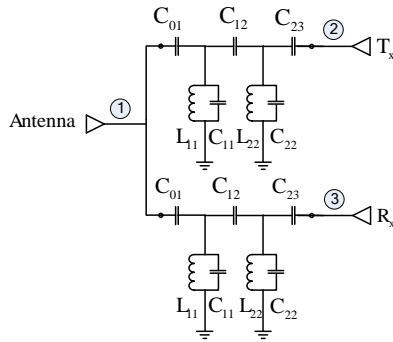 C01 C12 C23 2
Tx
L11 C11 L22 C22
1
Antenna
C01 C12 C23 3
Rx
L11 C11 L22 C22